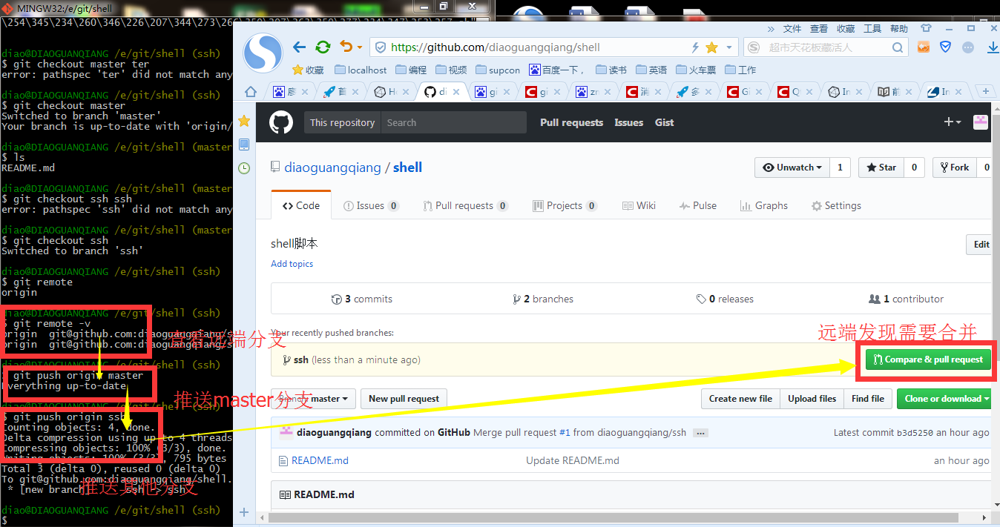 MINGW32:/e/git/shell
diao@DIAOGUANQIANG /e/git/shell (ssh)
$ git checkout master ter
error: pathspec 'ter' did not match any
diao@DIAOGUANQIANG /e/git/shell (ssh)
$ git checkout master
Switched to branch 'master'
Your branch is up-to-date with 'origin/
diao@DIAOGUANQIANG /e/git/shell (master
$ ls
README.md
diao@DIAOGUANQIANG /e/git/shell (master
$ git checkout ssh ssh
error: pathspec 'ssh' did not match any
diao@DIAOGUANQIANG /e/git/shell (master
$ git checkout ssh
Switched to branch 'ssh'
diao@DIAOGUANQIANG /e/git/shell (ssh)
$ git remote
origin
diao@DIAOGUANQIANG /e/git/shell (ssh)
$ git remote -v
origin git@github.com:diaoguangqiang/
origin git@github.com:diaoguangqiang/s
查看远端分支
diao@DIAOGUANQIANG /e/git/shell (ssh)
$ git push origin master
Everything up-to-date
推送master分支
diao@DIAOGUANQIANG /e/git/shell (ssh)
$ git push origin ssh
Counting objects: 4, done.
Delta compression using up to 4 threads
Compressing objects: 100% (3/3), done.
Writing objects: 100% (3/3), 795 bytes
Total 3 (delta 0), reused 0 (delta 0)
To git@github.com:diaoguangqiang/shell.
* [new branch] ssh -> ssh
推送其他分支
diao@DIAOGUANQIANG /e/git/shell (ssh)
$
» 文件 查看 收藏 工具 帮助
https://github.com/diaoguangqiang/shell
超市天花板藏活人
收藏 localhost 编程 视频 supcon 百度一下, 读书 英语 火车票 工作
This repository Search Pull requests Issues Gist
diaoguangqiang / shell
Unwatch 1 Star 0 Fork 0
Code Issues 0 Pull requests 0 Projects 0 Wiki Pulse Graphs Settings
shell脚本
Edit
Add topics
3 commits 2 branches 0 releases 1 contributor
Your recently pushed branches:
远端发现需要合并
ssh (less than a minute ago)
Compare & pull request
Branch: master New pull request Create new file Upload files Find file Clone or download
diaoguangqiang committed on GitHub Merge pull request #1 from diaoguangqiang/ssh … Latest commit b3d5250 an hour ago
README.md Update README.md an hour ago
README.md